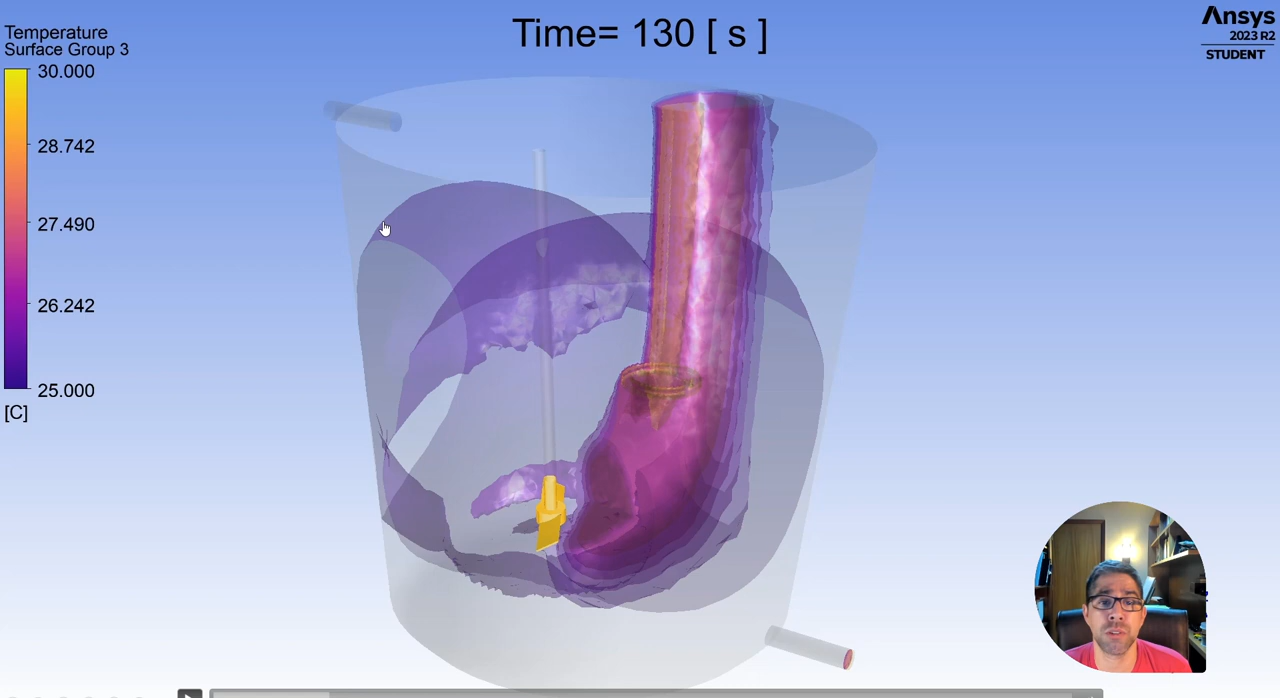 Time= 130 [ s ]
Ansys
2023 R2
STUDENT
Temperature
Surface Group 3
30.000
28.742
27.490
26.242
25.000
[C]